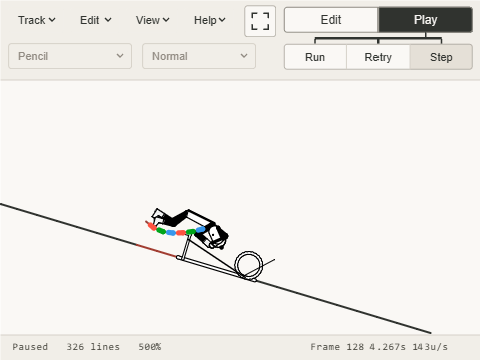 Track Edit View Help Edit Play
Pencil Normal Run Retry Step
Paused 326 lines 500% Frame 128 4.267s 143u/s